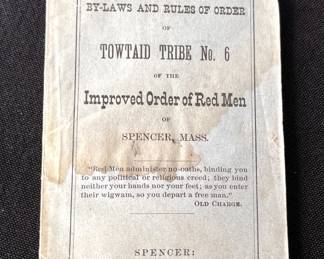 BY-LAWS AND RULES OF ORDER
OF
TOWTAID TRIBE No. 6
OF THE
Improved Order of Red Men
OF
SPENCER, MASS.
"Red Men administer no oaths, binding you
to any political or religious creed; they bind
neither your hands nor your feet; as you enter
their wigwam, so you depart a free man."
OLD CHARGE.
SPENCER: